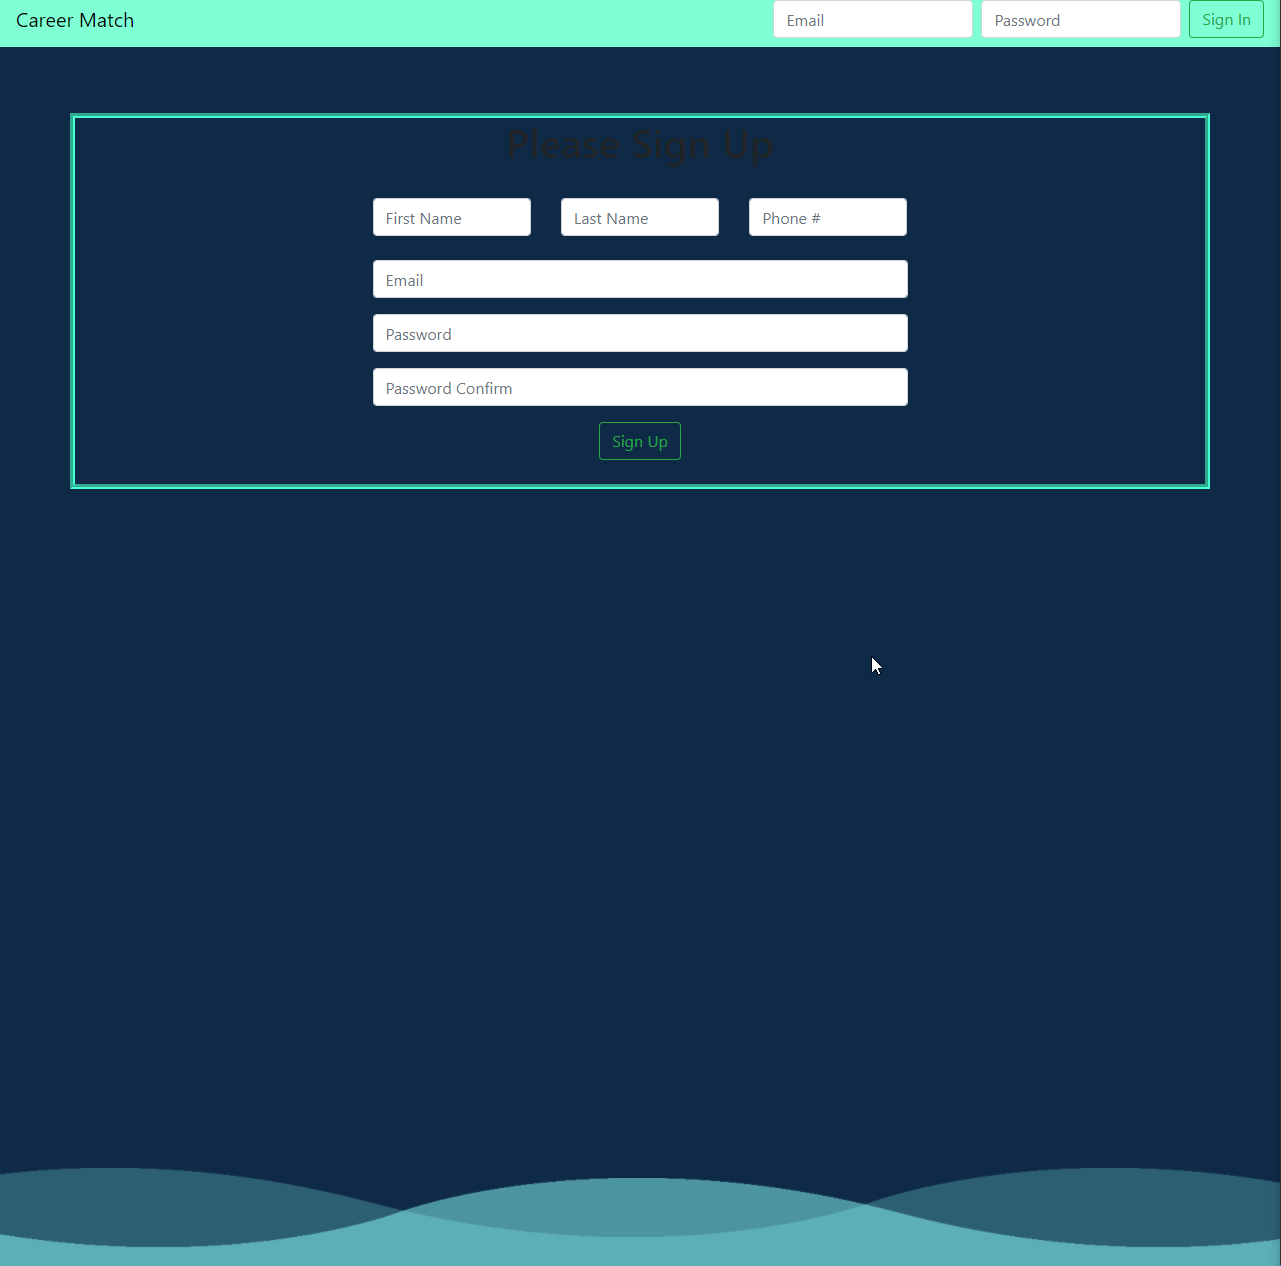 Career Match Email Password Sign In
Please Sign Up
First Name Last Name Phone #
Email
Password
Password Confirm
Sign Up